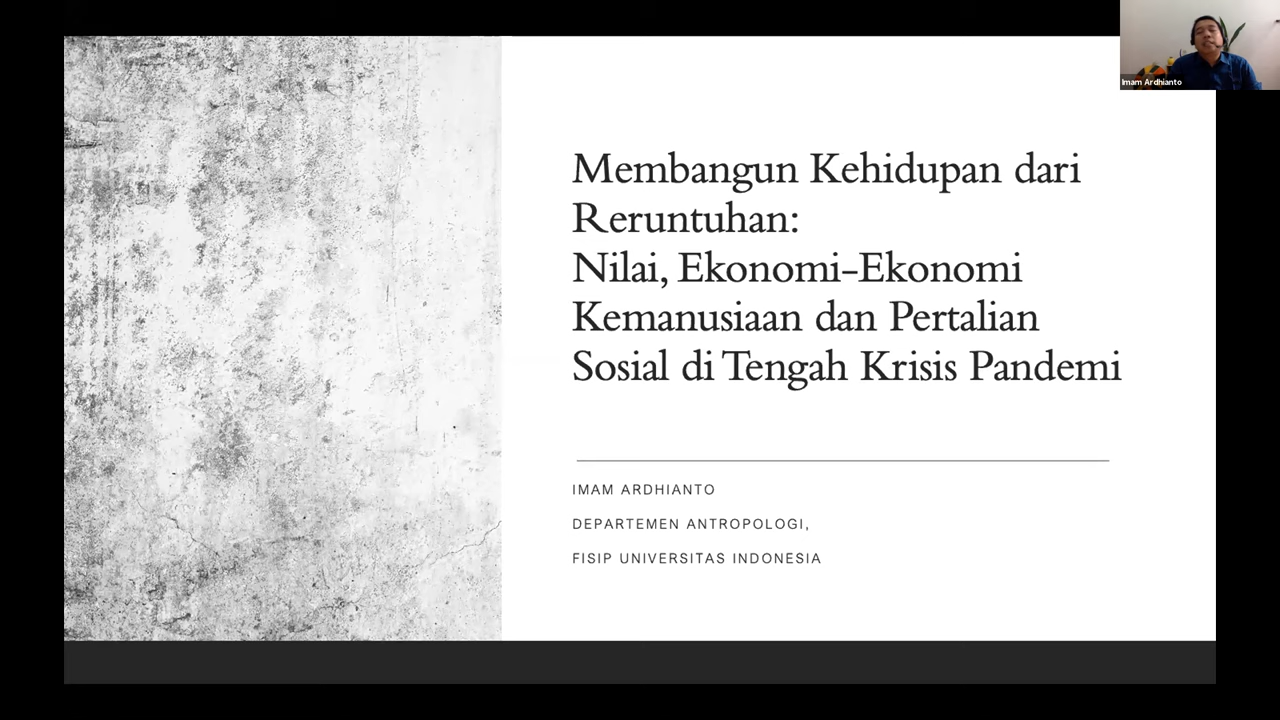 Imam Ardhianto
Membangun Kehidupan dari
Reruntuhan:
Nilai, Ekonomi-Ekonomi
Kemanusiaan dan Pertalian
Sosial di Tengah Krisis Pandemi
IMAM ARDHIANTO
DEPARTEMEN ANTROPOLOGI,
FISIP UNIVERSITAS INDONESIA